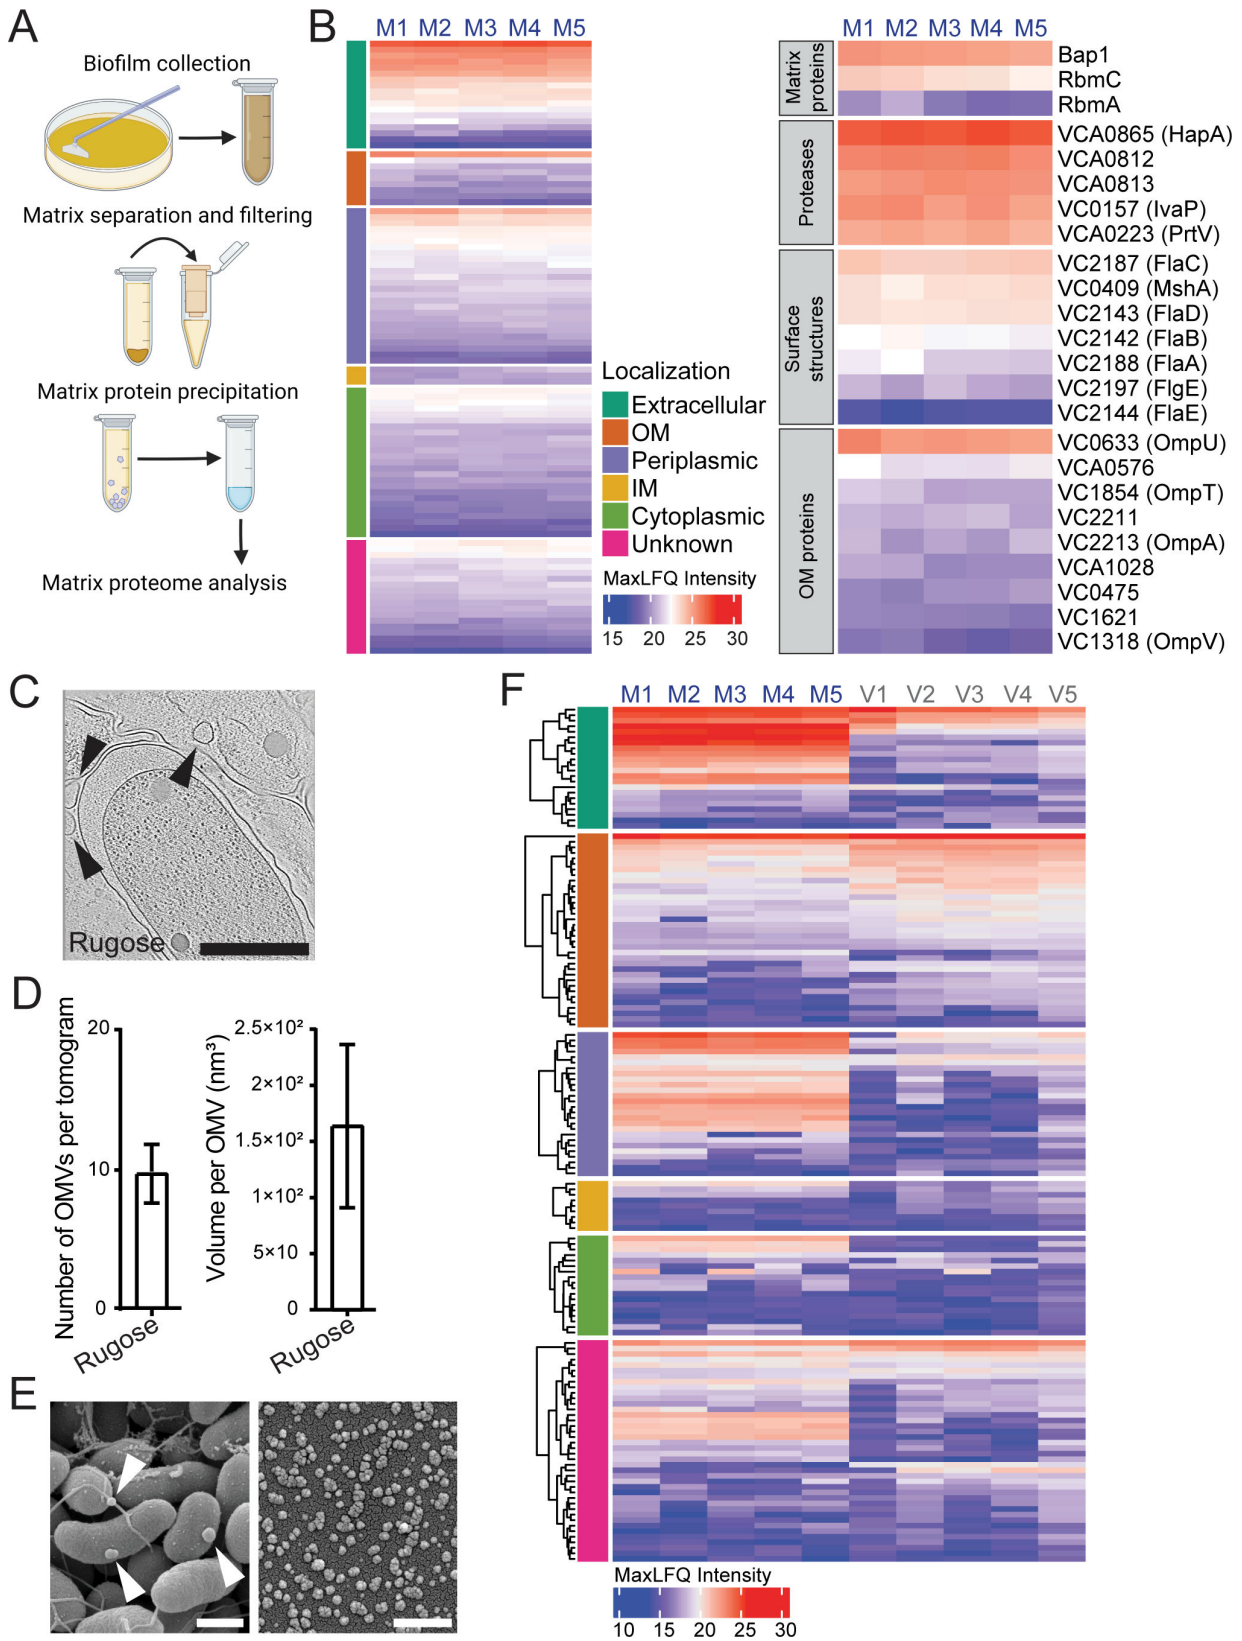 A
Biofilm collection
Matrix separation and filtering
Matrix protein precipitation
Matrix proteome analysis
B
M1 M2 M3 M4 M5
Localization
Extracellular
OM
Periplasmic
IM
Cytoplasmic
Unknown
MaxLFQ Intensity
15 20 25 30
M1 M2 M3 M4 M5
Matrix proteins
Bap1
RbmC
RbmA
Proteases
VCA0865 (HapA)
VCA0812
VCA0813
VC0157 (IvaP)
VCA0223 (PrtV)
Surface structures
VC2187 (FlaC)
VC0409 (MshA)
VC2143 (FlaD)
VC2142 (FlaB)
VC2188 (FlaA)
VC2197 (FlgE)
VC2144 (FlaE)
OM proteins
VC0633 (OmpU)
VCA0576
VC1854 (OmpT)
VC2211
VC2213 (OmpA)
VCA1028
VC0475
VC1621
VC1318 (OmpV)
C
Rugose
D
Number of OMVs per tomogram
20
10
0
Rugose
Volume per OMV (nm³)
2.5×10²
2×10²
1.5×10²
1×10²
5×10
0
Rugose
E
F
M1 M2 M3 M4 M5 V1 V2 V3 V4 V5
MaxLFQ Intensity
10 15 20 25 30